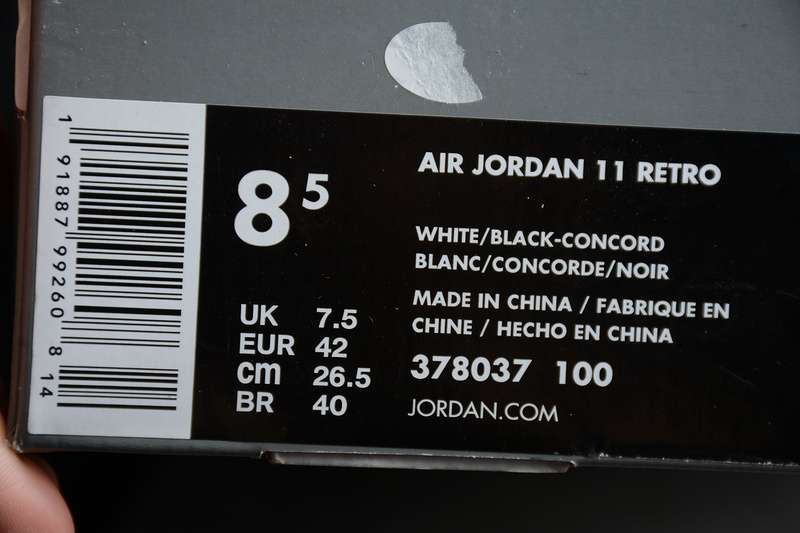 1 91887 99260 8 14
8 5
AIR JORDAN 11 RETRO
WHITE/BLACK-CONCORD
BLANC/CONCORDE/NOIR
MADE IN CHINA / FABRIQUE EN
CHINE / HECHO EN CHINA
378037 100
JORDAN.COM
UK 7.5
EUR 42
cm 26.5
BR 40